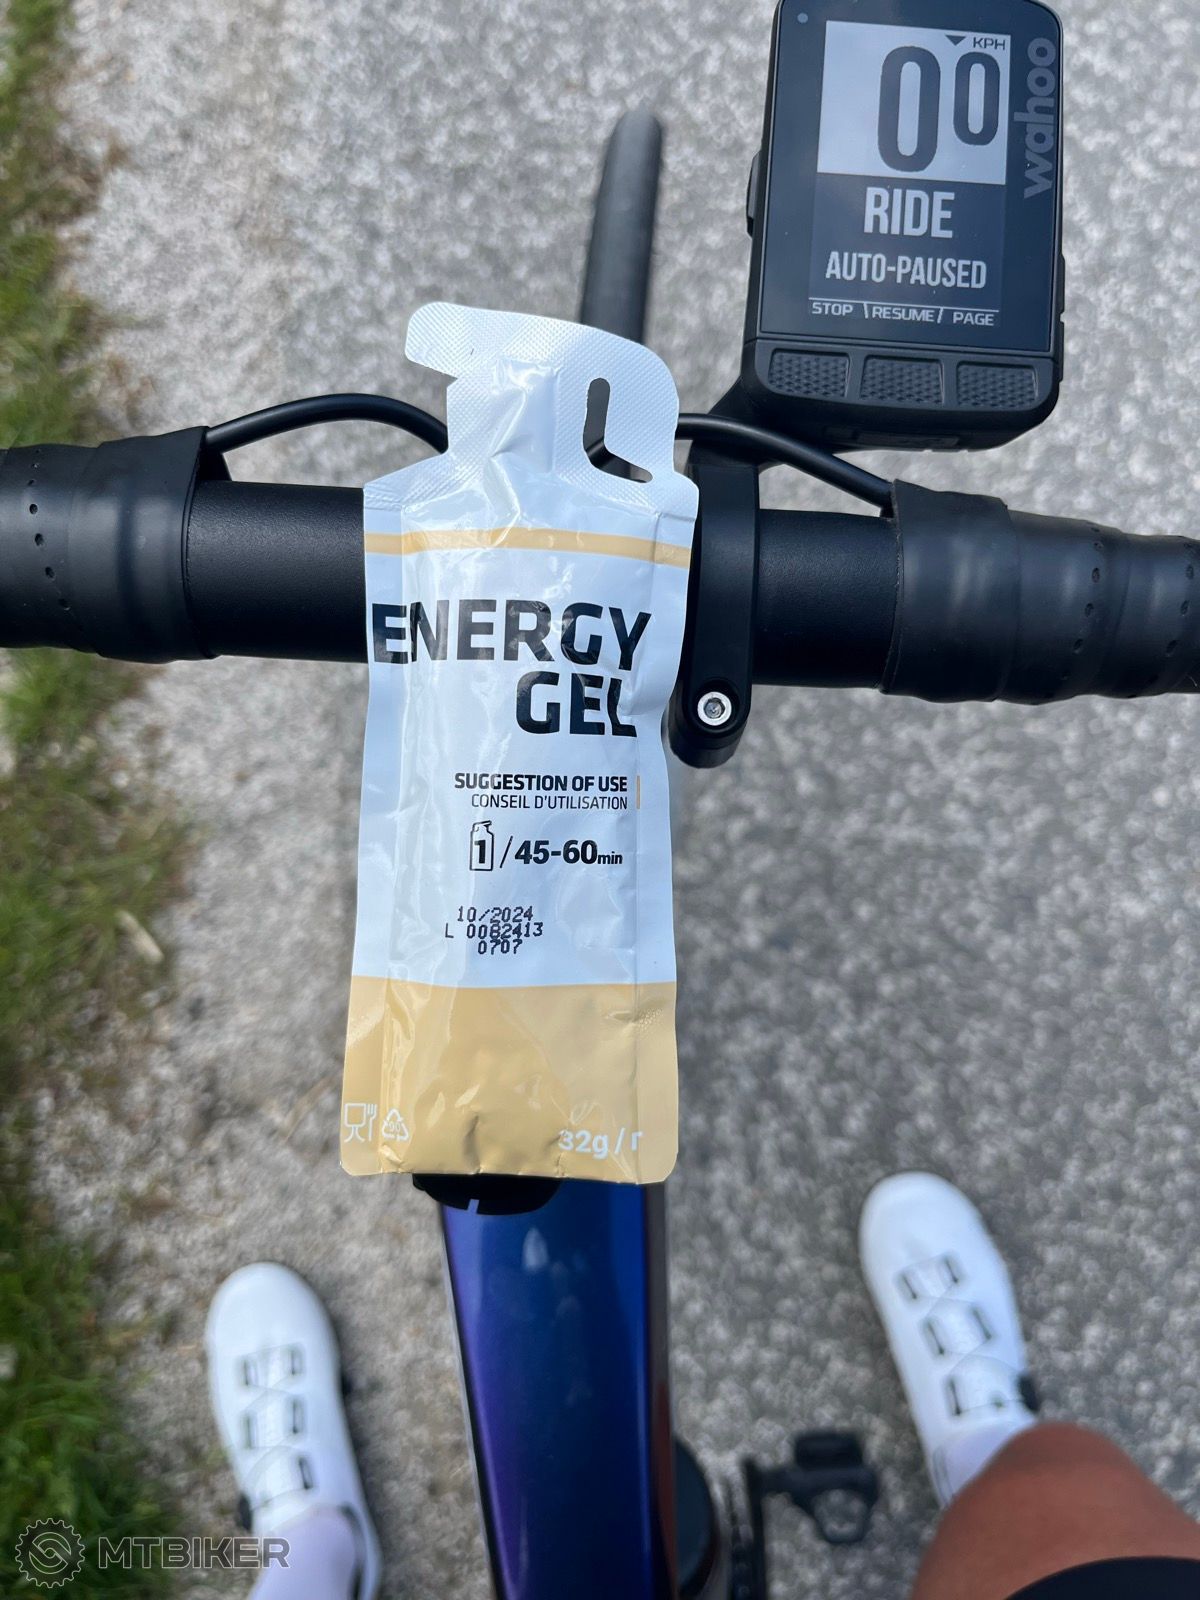 KPH
00
wahoo
RIDE
AUTO-PAUSED
STOP RESUME PAGE
ENERGY
GEL
SUGGESTION OF USE
CONSEIL D'UTILISATION
1 / 45-60min
10/2024
L 0082413
0707
90
32g /
MTBIKER